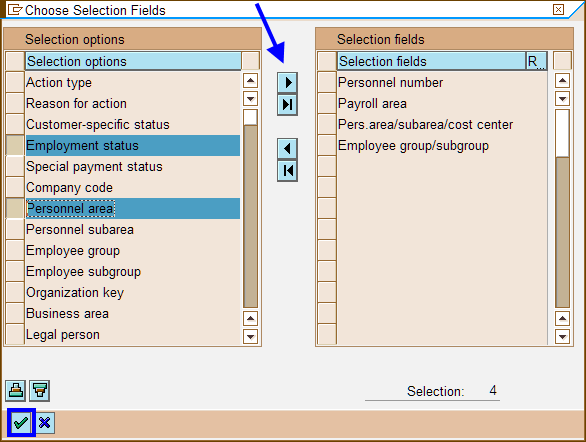 Choose Selection Fields
Selection options
Selection options
Action type
Reason for action
Customer-specific status
Employment status
Special payment status
Company code
Personnel area
Personnel subarea
Employee group
Employee subgroup
Organization key
Business area
Legal person
Selection fields
Selection fields R...
Personnel number
Payroll area
Pers.area/subarea/cost center
Employee group/subgroup
Selection: 4